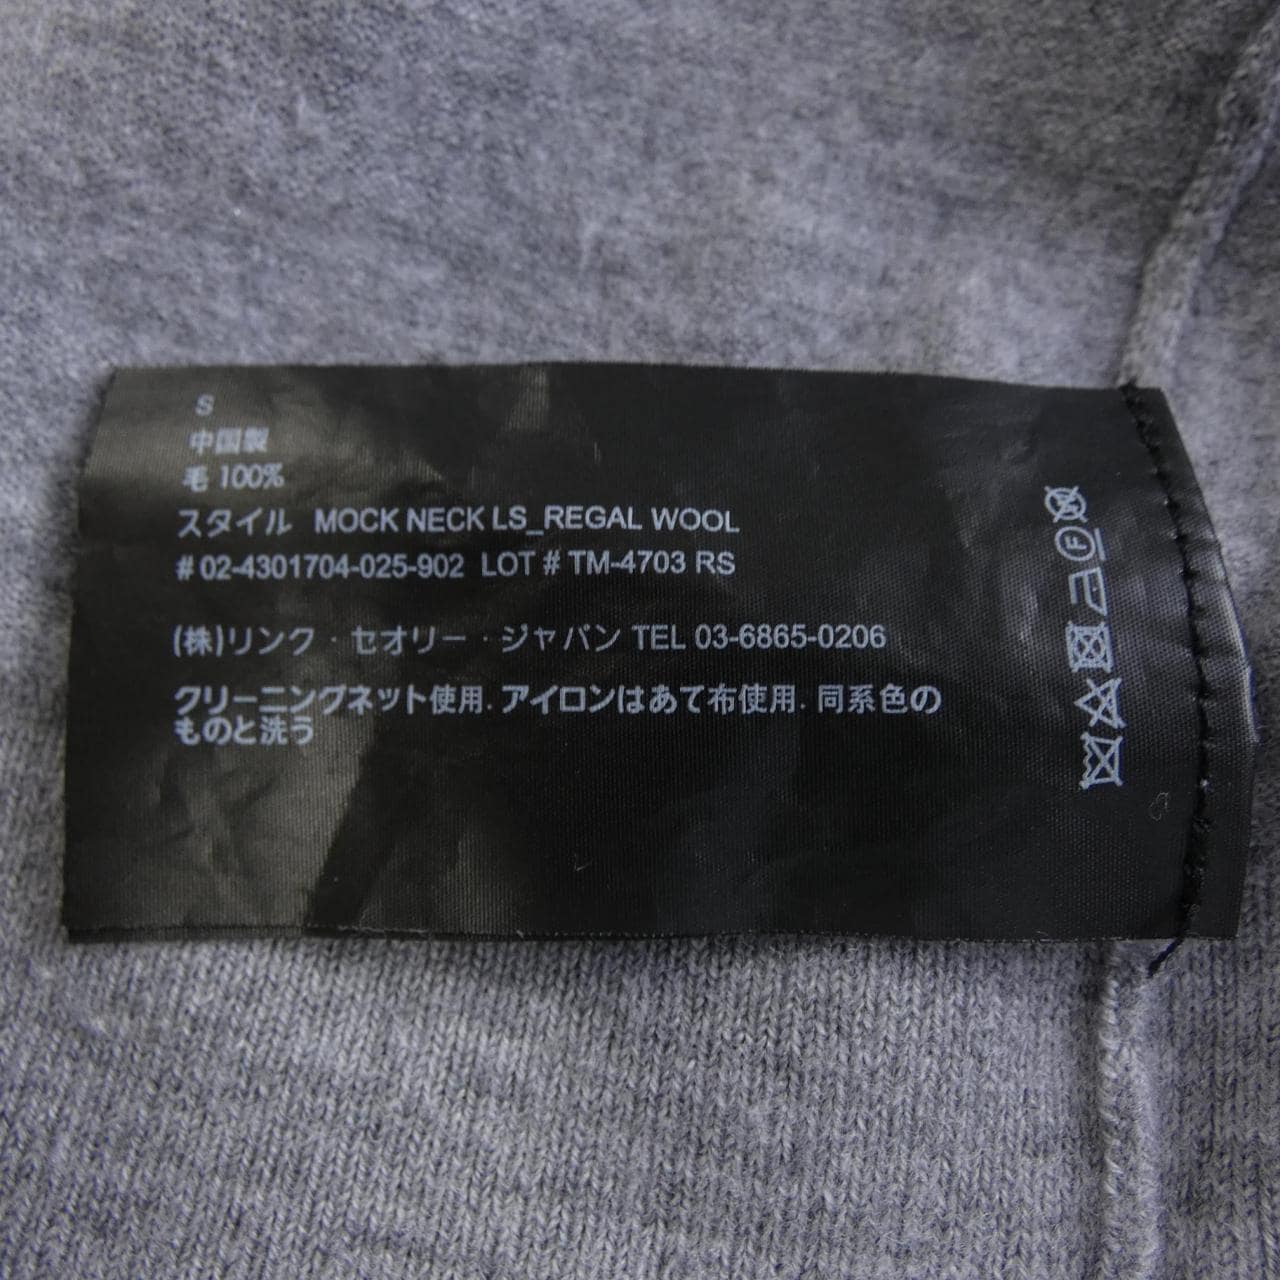 S
中国製
毛 100%
スタイル MOCK NECK LS_REGAL WOOL
# 02-4301704-025-902 LOT # TM-4703 RS
(株)リンク・セオリー・ジャパン TEL 03-6865-0206
クリーニングネット使用. アイロンはあて布使用. 同系色の
ものと洗う
F